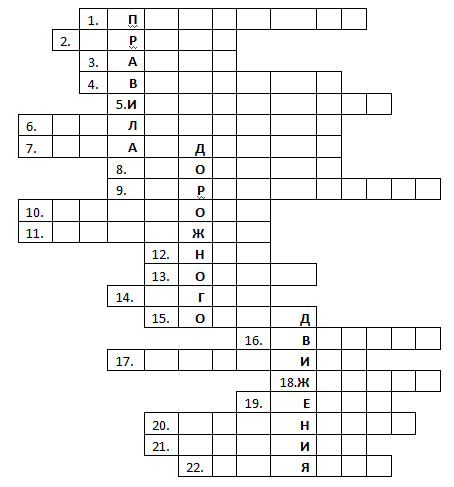 1. П
2. Р
3. А
4. В
5.И
6. Л
7. А Д
8. О
9. Р
10. О
11. Ж
12. Н
13. О
14. Г
15. О Д
16. В
17. И
18.Ж
19. Е
20. Н
21. И
22. Я